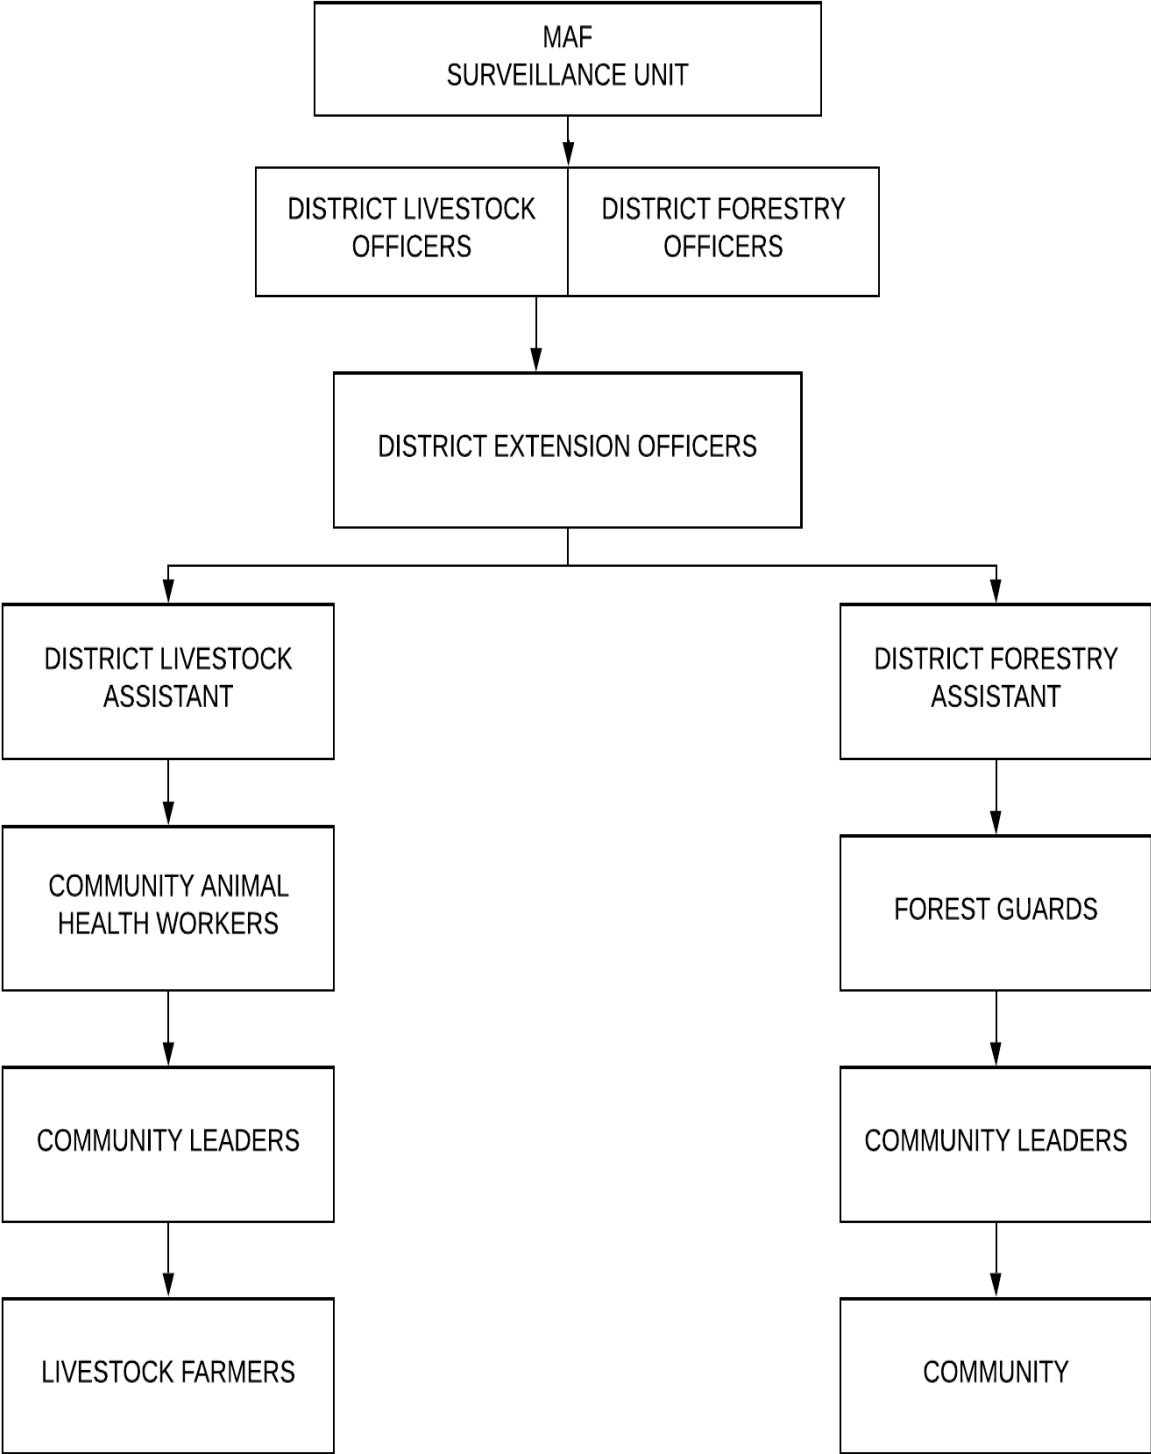 MAF
SURVEILLANCE UNIT
DISTRICT LIVESTOCK
OFFICERS
DISTRICT FORESTRY
OFFICERS
DISTRICT EXTENSION OFFICERS
DISTRICT LIVESTOCK
ASSISTANT
DISTRICT FORESTRY
ASSISTANT
COMMUNITY ANIMAL
HEALTH WORKERS
FOREST GUARDS
COMMUNITY LEADERS
COMMUNITY LEADERS
LIVESTOCK FARMERS
COMMUNITY